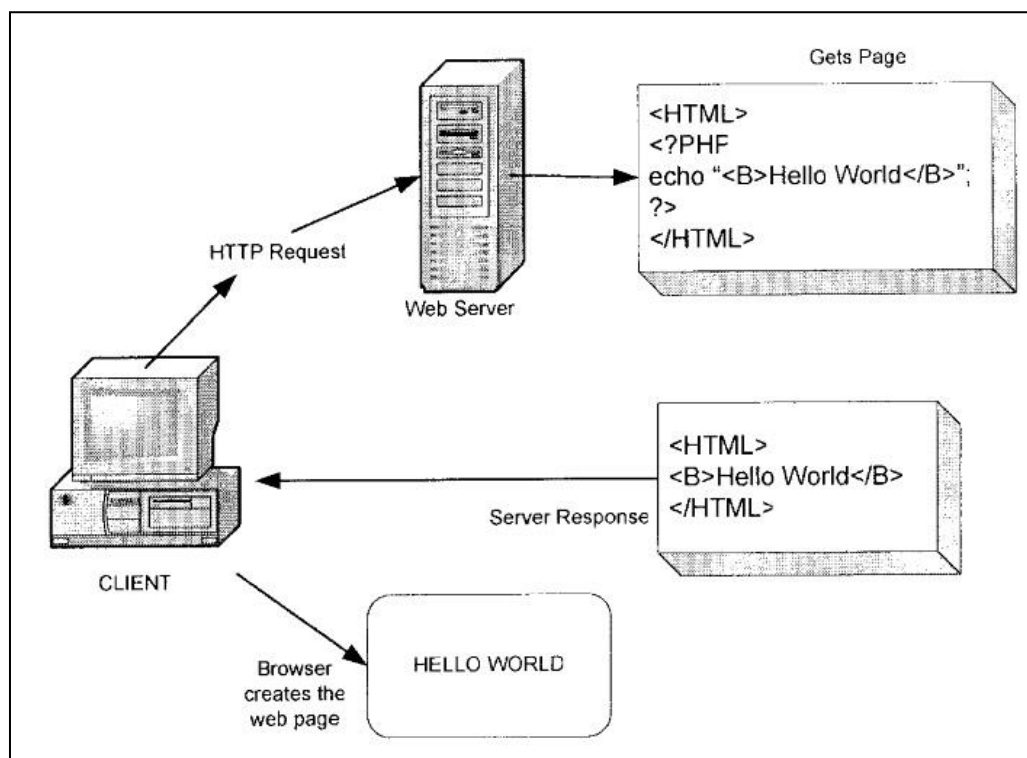 Gets Page
<HTML>
<?PHF
echo “<B>Hello World</B>”;
?>
</HTML>
HTTP Request
Web Server
<HTML>
<B>Hello World</B>
</HTML>
Server Response
CLIENT
Browser
creates the
web page
HELLO WORLD